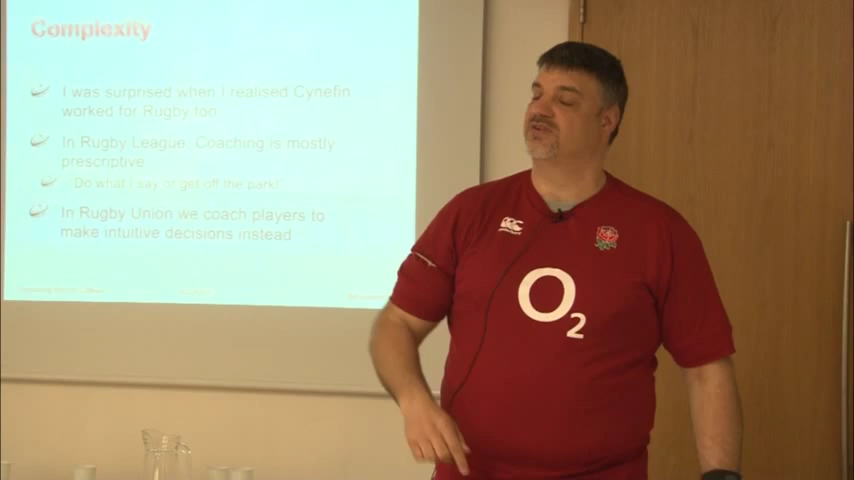 Complexity
I was surprised when I realised Cynefin
worked for Rugby too
In Rugby League: Coaching is mostly
prescriptive
"Do what I say or get off the park!"
In Rugby Union we coach players to
make intuitive decisions instead
O2